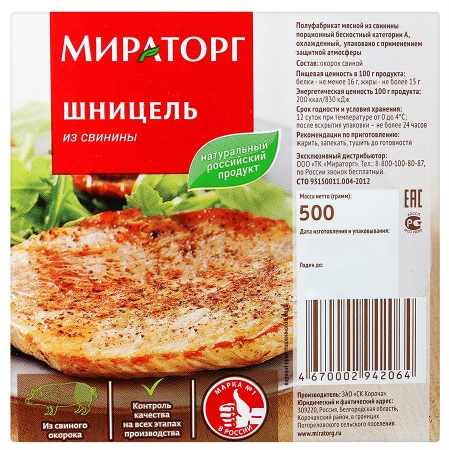 МИРАТОРГ
ШНИЦЕЛЬ
ИЗ СВИНИНЫ
натуральный
российский
продукт
Из свиного
окорока
Контроль
качества
на всех этапах
производства
МАРКА №1
В РОССИИ
Полуфабрикат мясной из свинины
порционный бескостный категории А,
охлажденный, упаковано с применением
защитной атмосферы
Состав: окорок свиной
Пищевая ценность в 100 г продукта:
белки - не менее 16 г, жиры - не более 15 г
Энергетическая ценность 100 г продукта:
200 ккал/830 кДж
Срок годности и условия хранения:
12 суток при температуре от 0 до 4°С;
после вскрытия упаковки – не более 24 часов
Рекомендации по приготовлению:
жарить, запекать, тушить до готовности
Эксклюзивный дистрибьютор:
ООО «ТК «Мираторг». Тел.: 8-800-100-80-87,
по России звонок бесплатный.
СТО 93150011.004-2012
Масса нетто (грамм):
500
Дата изготовления и упаковывания:
Годен до:
ЕАС
4 670002 942064
Производитель: ЗАО «СК Короча».
Юридический и фактический адрес:
309220, Россия, Белгородская область,
Корочанский район, в границах
Погореловского сельского поселения.
www.miratorg.ru